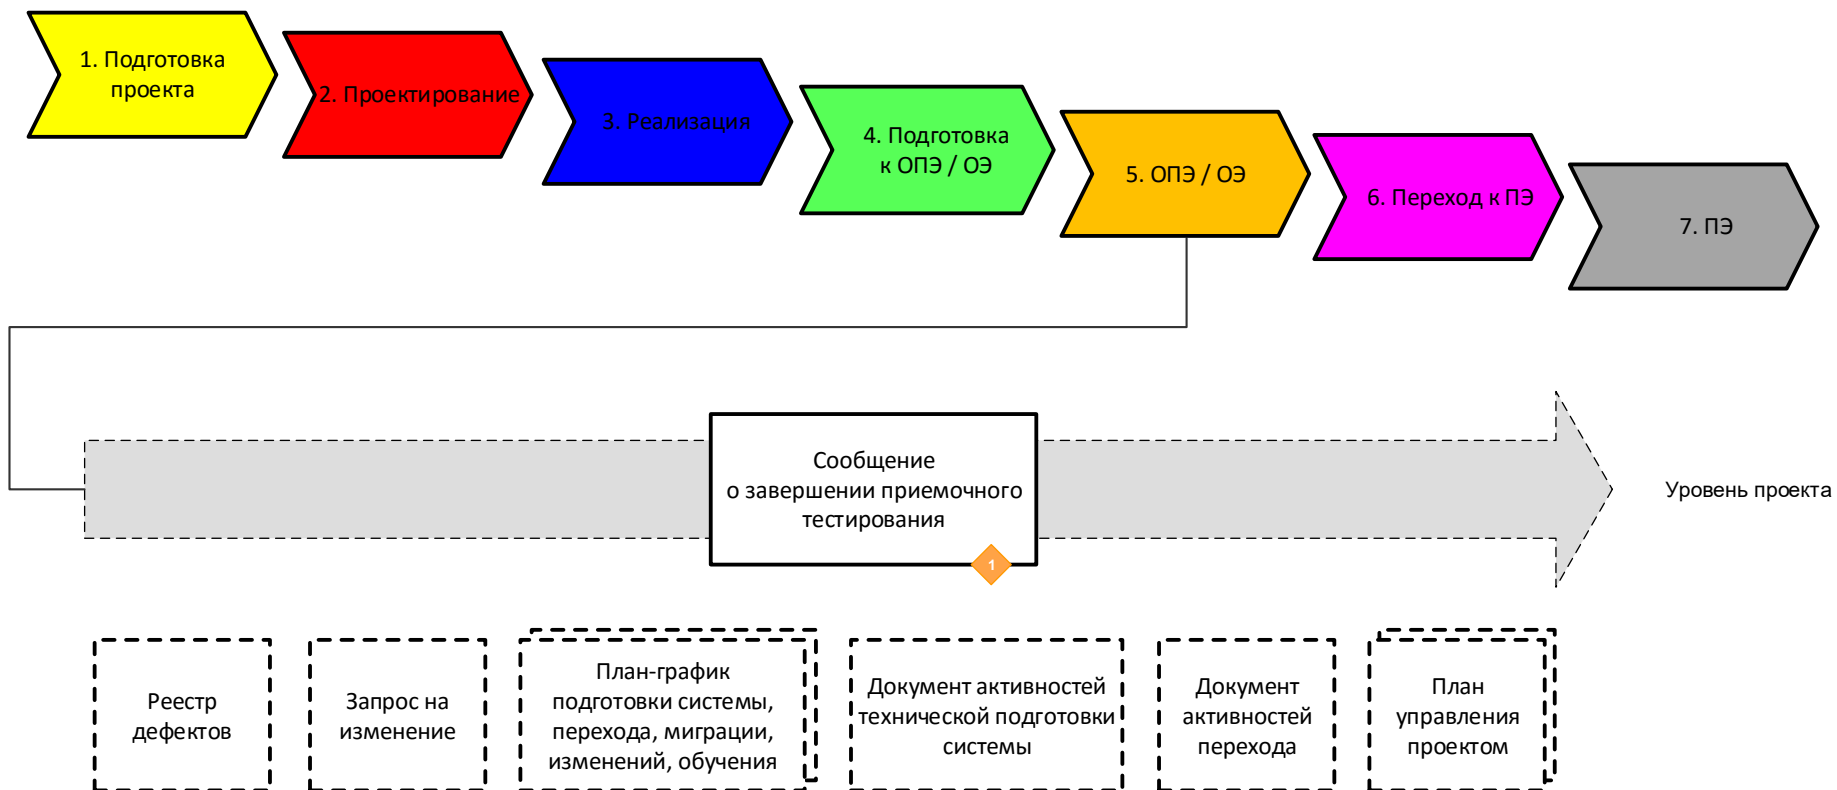 1. Подготовка
проекта
2. Проектирование
3. Реализация
4. Подготовка
к ОПЭ / ОЭ
5. ОПЭ / ОЭ
6. Переход к ПЭ
7. ПЭ
Сообщение
о завершении приемочного
тестирования
1
Уровень проекта
Реестр
дефектов
Запрос на
изменение
План-график
подготовки системы,
перехода, миграции,
изменений, обучения
Документ активностей
технической подготовки
системы
Документ
активностей
перехода
План
управления
проектом